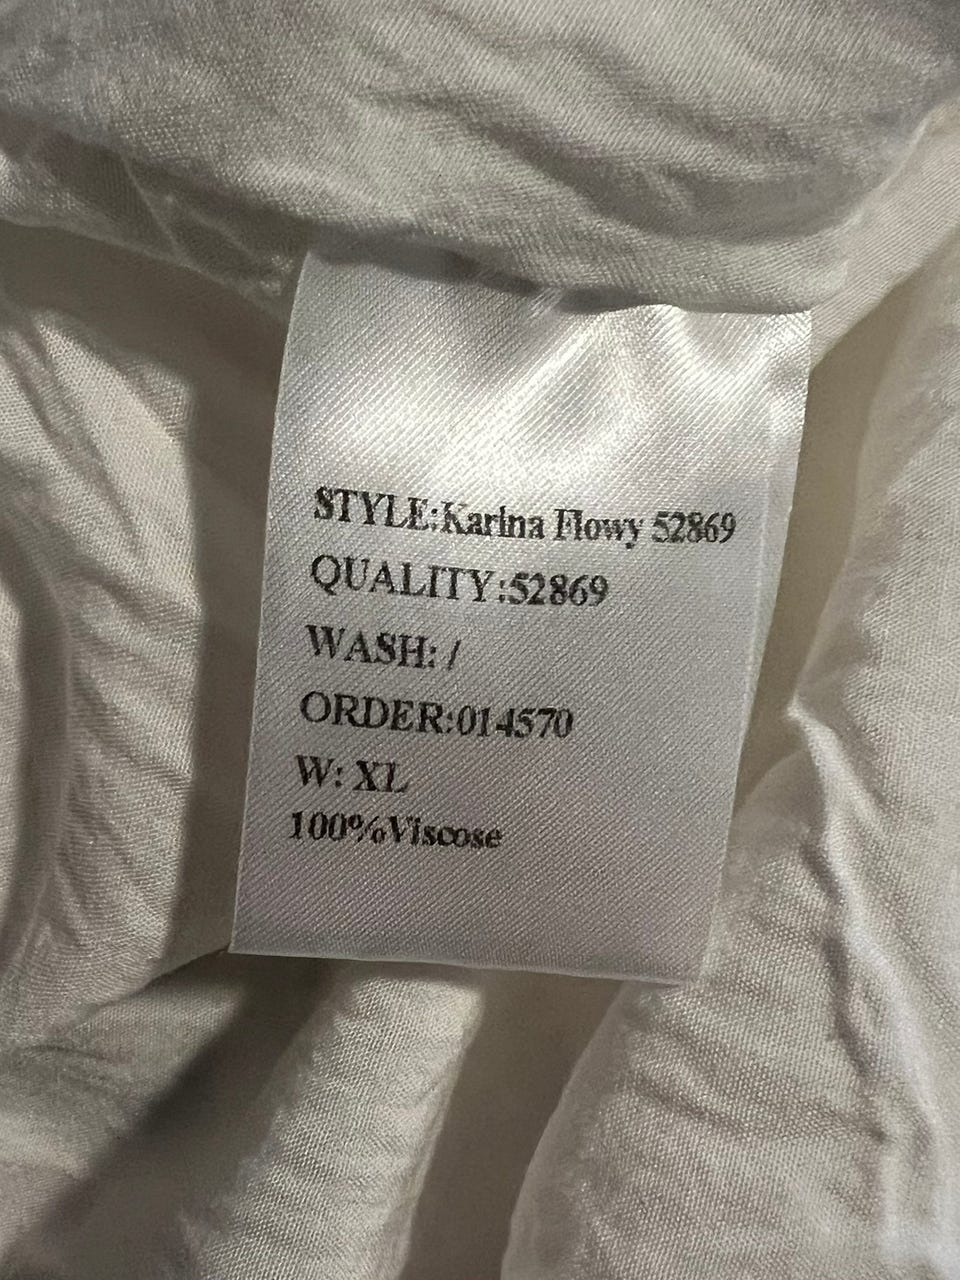 STYLE:Karina Flowy 52869
QUALITY:52869
WASH: /
ORDER:014570
W: XL
100%Viscose